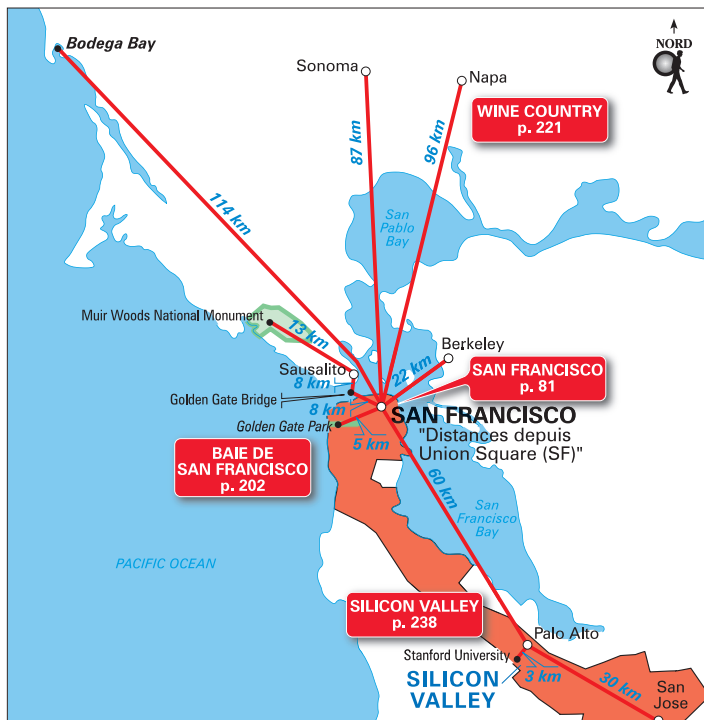 Bodega Bay
NORD
Sonoma
Napa
WINE COUNTRY
p. 221
87 km
96 km
114 km
San
Pablo
Bay
Muir Woods National Monument
13 km
Berkeley
Sausalito
22 km
SAN FRANCISCO
p. 81
8 km
Golden Gate Bridge
8 km
SAN FRANCISCO
Golden Gate Park
"Distances depuis
Union Square (SF)"
5 km
BAIE DE
SAN FRANCISCO
p. 202
60 km
San
Francisco
Bay
PACIFIC OCEAN
SILICON VALLEY
p. 238
Palo Alto
Stanford University
3 km
SILICON
VALLEY
30 km
San
Jose